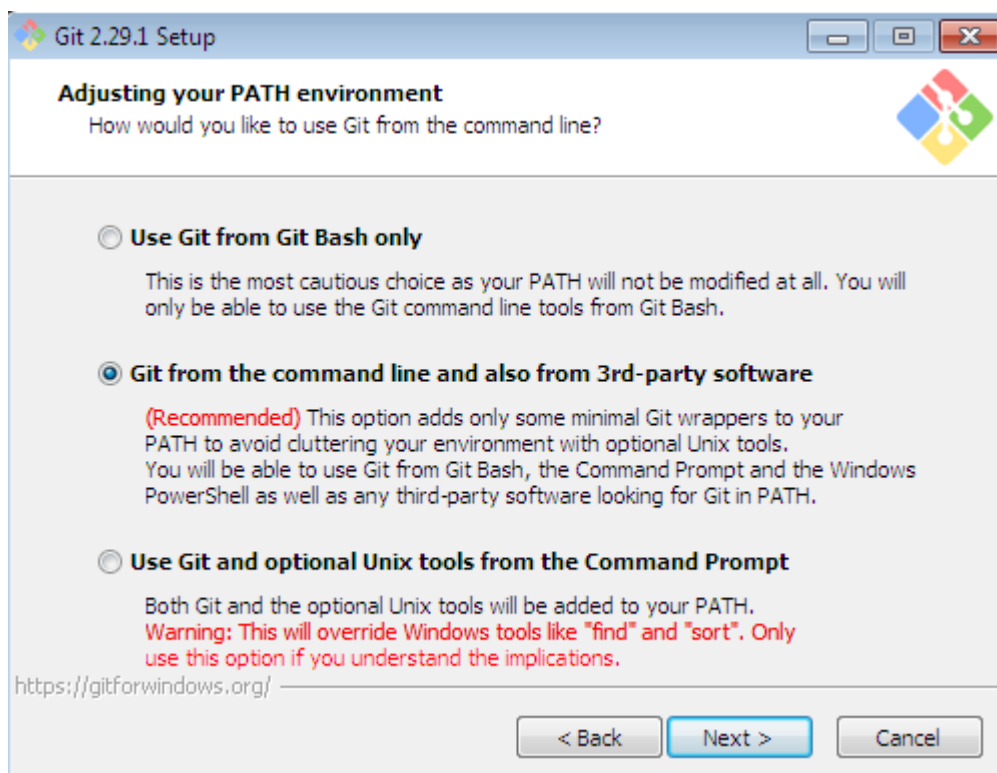 Git 2.29.1 Setup
Adjusting your PATH environment
How would you like to use Git from the command line?
Use Git from Git Bash only
This is the most cautious choice as your PATH will not be modified at all. You will
only be able to use the Git command line tools from Git Bash.
Git from the command line and also from 3rd-party software
(Recommended) This option adds only some minimal Git wrappers to your
PATH to avoid cluttering your environment with optional Unix tools.
You will be able to use Git from Git Bash, the Command Prompt and the Windows
PowerShell as well as any third-party software looking for Git in PATH.
Use Git and optional Unix tools from the Command Prompt
Both Git and the optional Unix tools will be added to your PATH.
Warning: This will override Windows tools like "find" and "sort". Only
use this option if you understand the implications.
https://gitforwindows.org/
< Back
Next >
Cancel